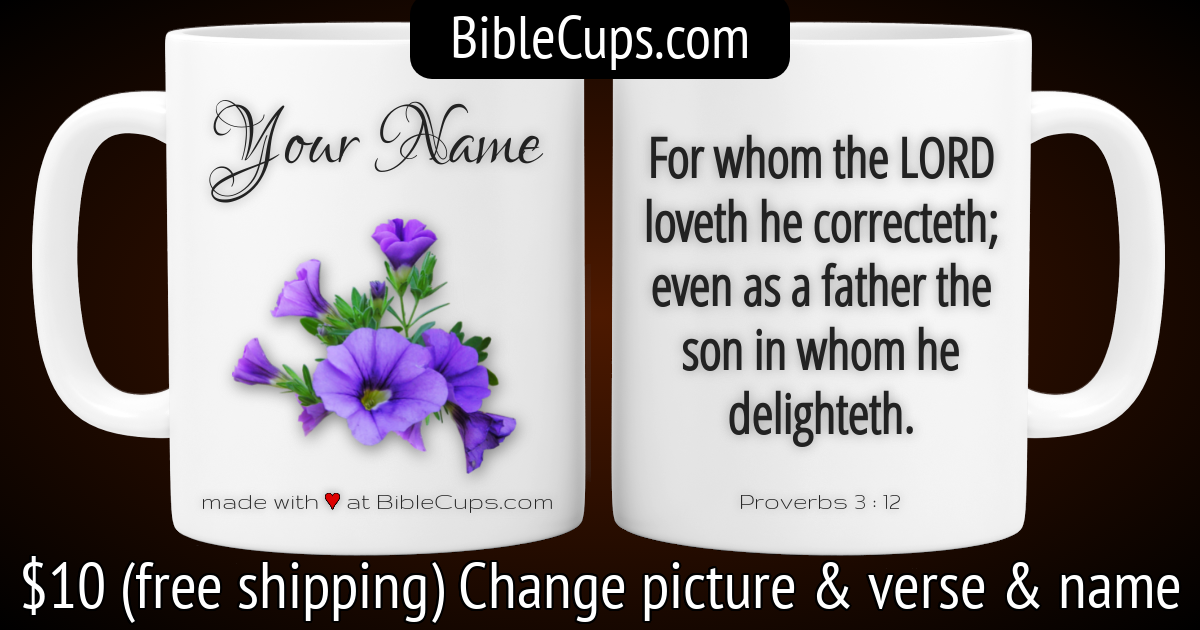 BibleCups.com
Your Name
made with ♥ at BibleCups.com
For whom the LORD
loveth he correcteth;
even as a father the
son in whom he
delighteth.
Proverbs 3 : 12
$10 (free shipping) Change picture & verse & name